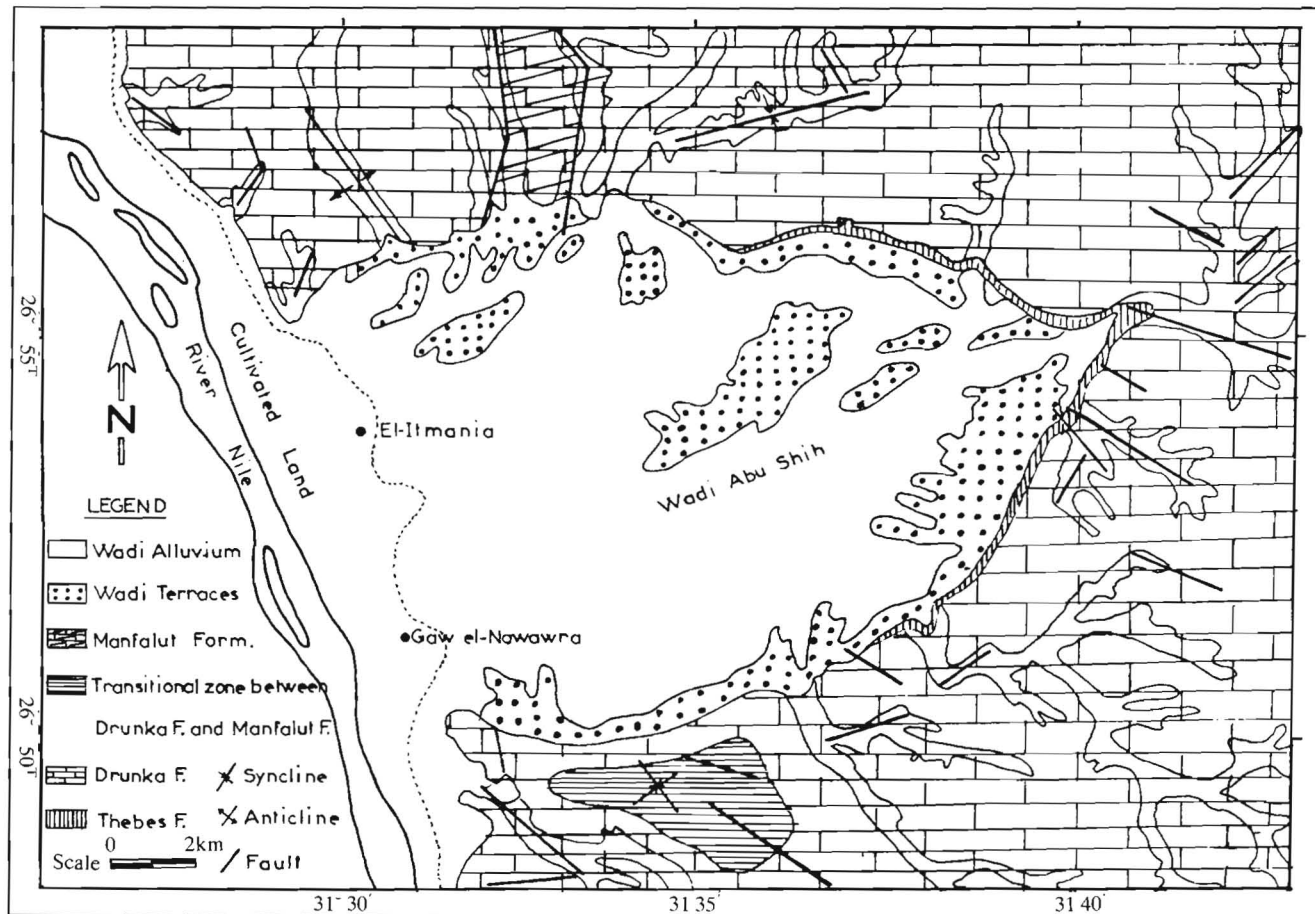 26° 55'
26° 50'
N
River Nile
Cultivated Land
El-Itmania
Wadi Abu Shih
Gaw el-Nawawra
LEGEND
Wadi Alluvium
Wadi Terraces
Manfalut Form.
Transitional zone between
Drunka F. and Manfalut F.
Drunka F.
Syncline
Thebes F.
Anticline
Scale
0
2km
Fault
31° 30'
31 35'
31 40'